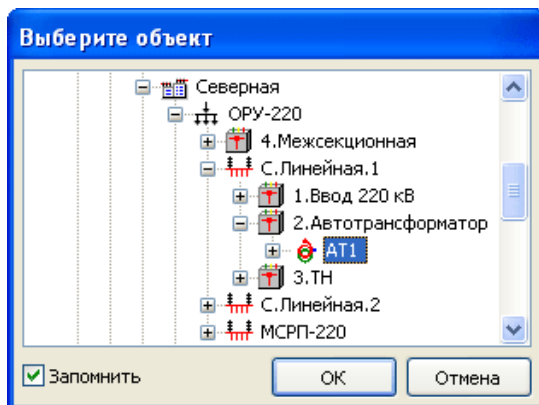 Выберите объект
Северная
ОРУ-220
4.Межсекционная
С.Линейная.1
1.Ввод 220 кВ
2.Автотрансформатор
АТ1
3.ТН
С.Линейная.2
МСРП-220
Запомнить
ОК
Отмена